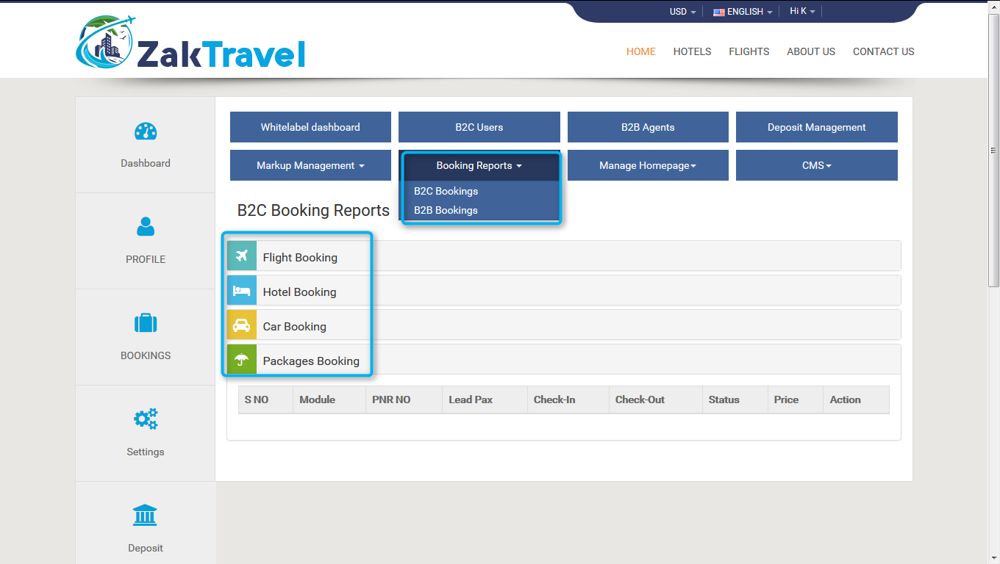 USD ENGLISH Hi K
ZakTravel
HOME HOTELS FLIGHTS ABOUT US CONTACT US
Dashboard
PROFILE
BOOKINGS
Settings
Deposit
Whitelabel dashboard B2C Users B2B Agents Deposit Management
Markup Management Booking Reports Manage Homepage CMS
B2C Bookings
B2B Bookings
B2C Booking Reports
Flight Booking
Hotel Booking
Car Booking
Packages Booking
S NO Module PNR NO Lead Pax Check-In Check-Out Status Price Action